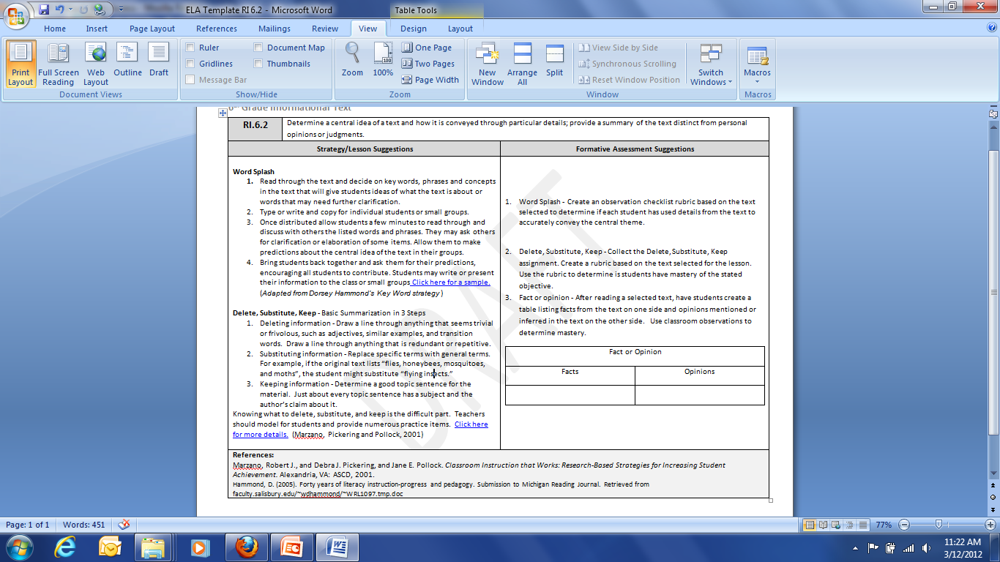 ELA Template RI 6.2 - Microsoft Word
Table Tools
Home Insert Page Layout References Mailings Review View Design Layout
Print Layout
Full Screen Reading
Web Layout
Outline
Draft
Document Views
Ruler
Gridlines
Message Bar
Document Map
Thumbnails
Show/Hide
Zoom
100%
One Page
Two Pages
Page Width
Zoom
New Window
Arrange All
Split
View Side by Side
Synchronous Scrolling
Reset Window Position
Window
Switch Windows
Macros
Macros
Grade Informational Text
RI.6.2
Determine a central idea of a text and how it is conveyed through particular details; provide a summary of the text distinct from personal
opinions or judgments.
Strategy/Lesson Suggestions
Formative Assessment Suggestions
Word Splash
1. Read through the text and decide on key words, phrases and concepts
in the text that will give students ideas of what the text is about or
words that may need further clarification.
2. Type or write and copy for individual students or small groups.
3. Once distributed allow students a few minutes to read through and
discuss with others the listed words and phrases. They may ask others
for clarification or elaboration of some items. Allow them to make
predictions about the central idea of the text in their groups.
4. Bring students back together and ask them for their predictions,
encouraging all students to contribute. Students may write or present
their information to the class or small groups Click here for a sample.
(Adapted from Dorsey Hammond's Key Word strategy )
Delete, Substitute, Keep - Basic Summarization in 3 Steps
1. Deleting information - Draw a line through anything that seems trivial
or frivolous, such as adjectives, similar examples, and transition
words. Draw a line through anything that is redundant or repetitive.
2. Substituting information - Replace specific terms with general terms.
For example, if the original text lists “flies, honeybees, mosquitoes,
and moths”, the student might substitute “flying insects.”
3. Keeping information - Determine a good topic sentence for the
material. Just about every topic sentence has a subject and the
author's claim about it.
Knowing what to delete, substitute, and keep is the difficult part. Teachers
should model for students and provide numerous practice items. Click here
for more details. (Marzano, Pickering and Pollock, 2001)
1. Word Splash - Create an observation checklist rubric based on the text
selected to determine if each student has used details from the text to
accurately convey the central theme.
2. Delete, Substitute, Keep - Collect the Delete, Substitute, Keep
assignment. Create a rubric based on the text selected for the lesson.
Use the rubric to determine is students have mastery of the stated
objective.
3. Fact or opinion - After reading a selected text, have students create a
table listing facts from the text on one side and opinions mentioned or
inferred in the text on the other side. Use classroom observations to
determine mastery.
Fact or Opinion
Facts
Opinions
DRAFT
References:
Marzano, Robert J., and Debra J. Pickering, and Jane E. Pollock. Classroom Instruction that Works: Research-Based Strategies for Increasing Student
Achievement. Alexandria, VA: ASCD, 2001.
Hammond, D. (2005). Forty years of literacy instruction-progress and pedagogy. Submission to Michigan Reading Journal. Retrieved from
faculty.salisbury.edu/~wdhammond/~WRL1097.tmp.doc
Page: 1 of 1
Words: 451
77%
11:22 AM
3/12/2012